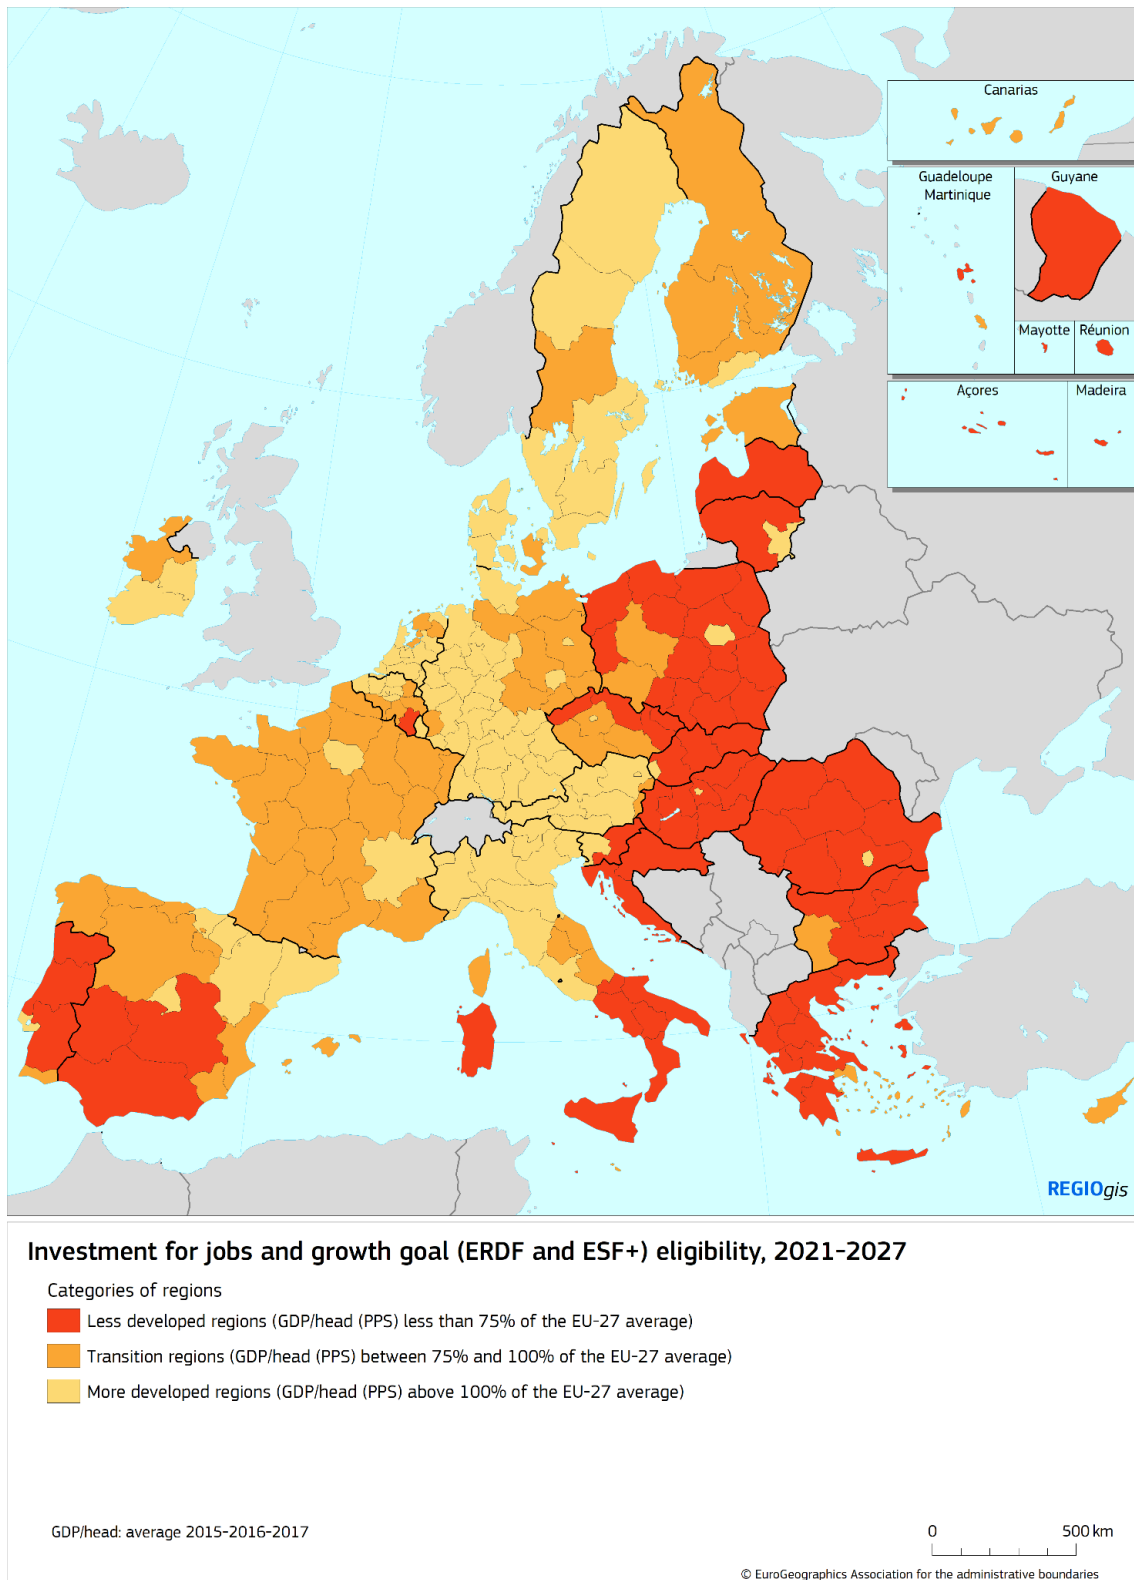 Canarias
Guadeloupe
Martinique
Guyane
Mayotte
Réunion
Açores
Madeira
REGIOgis
Investment for jobs and growth goal (ERDF and ESF+) eligibility, 2021-2027
Categories of regions
Less developed regions (GDP/head (PPS) less than 75% of the EU-27 average)
Transition regions (GDP/head (PPS) between 75% and 100% of the EU-27 average)
More developed regions (GDP/head (PPS) above 100% of the EU-27 average)
GDP/head: average 2015-2016-2017
0 500 km
© EuroGeographics Association for the administrative boundaries